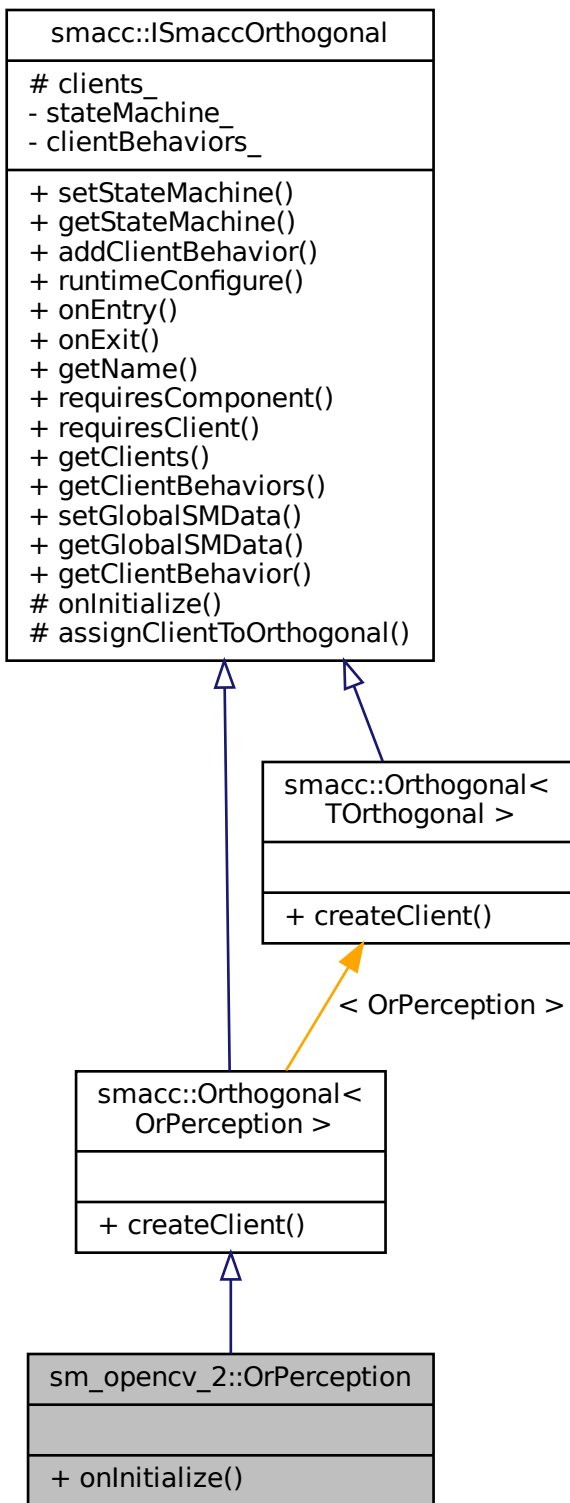 smacc::ISmaccOrthogonal
# clients_
- stateMachine_
- clientBehaviors_
+ setStateMachine()
+ getStateMachine()
+ addClientBehavior()
+ runtimeConfigure()
+ onEntry()
+ onExit()
+ getName()
+ requiresComponent()
+ requiresClient()
+ getClients()
+ getClientBehaviors()
+ setGlobalSMData()
+ getGlobalSMData()
+ getClientBehavior()
# onInitialize()
# assignClientToOrthogonal()
smacc::Orthogonal<
TOrthogonal >
+ createClient()
< OrPerception >
smacc::Orthogonal<
OrPerception >
+ createClient()
sm_opencv_2::OrPerception
+ onInitialize()